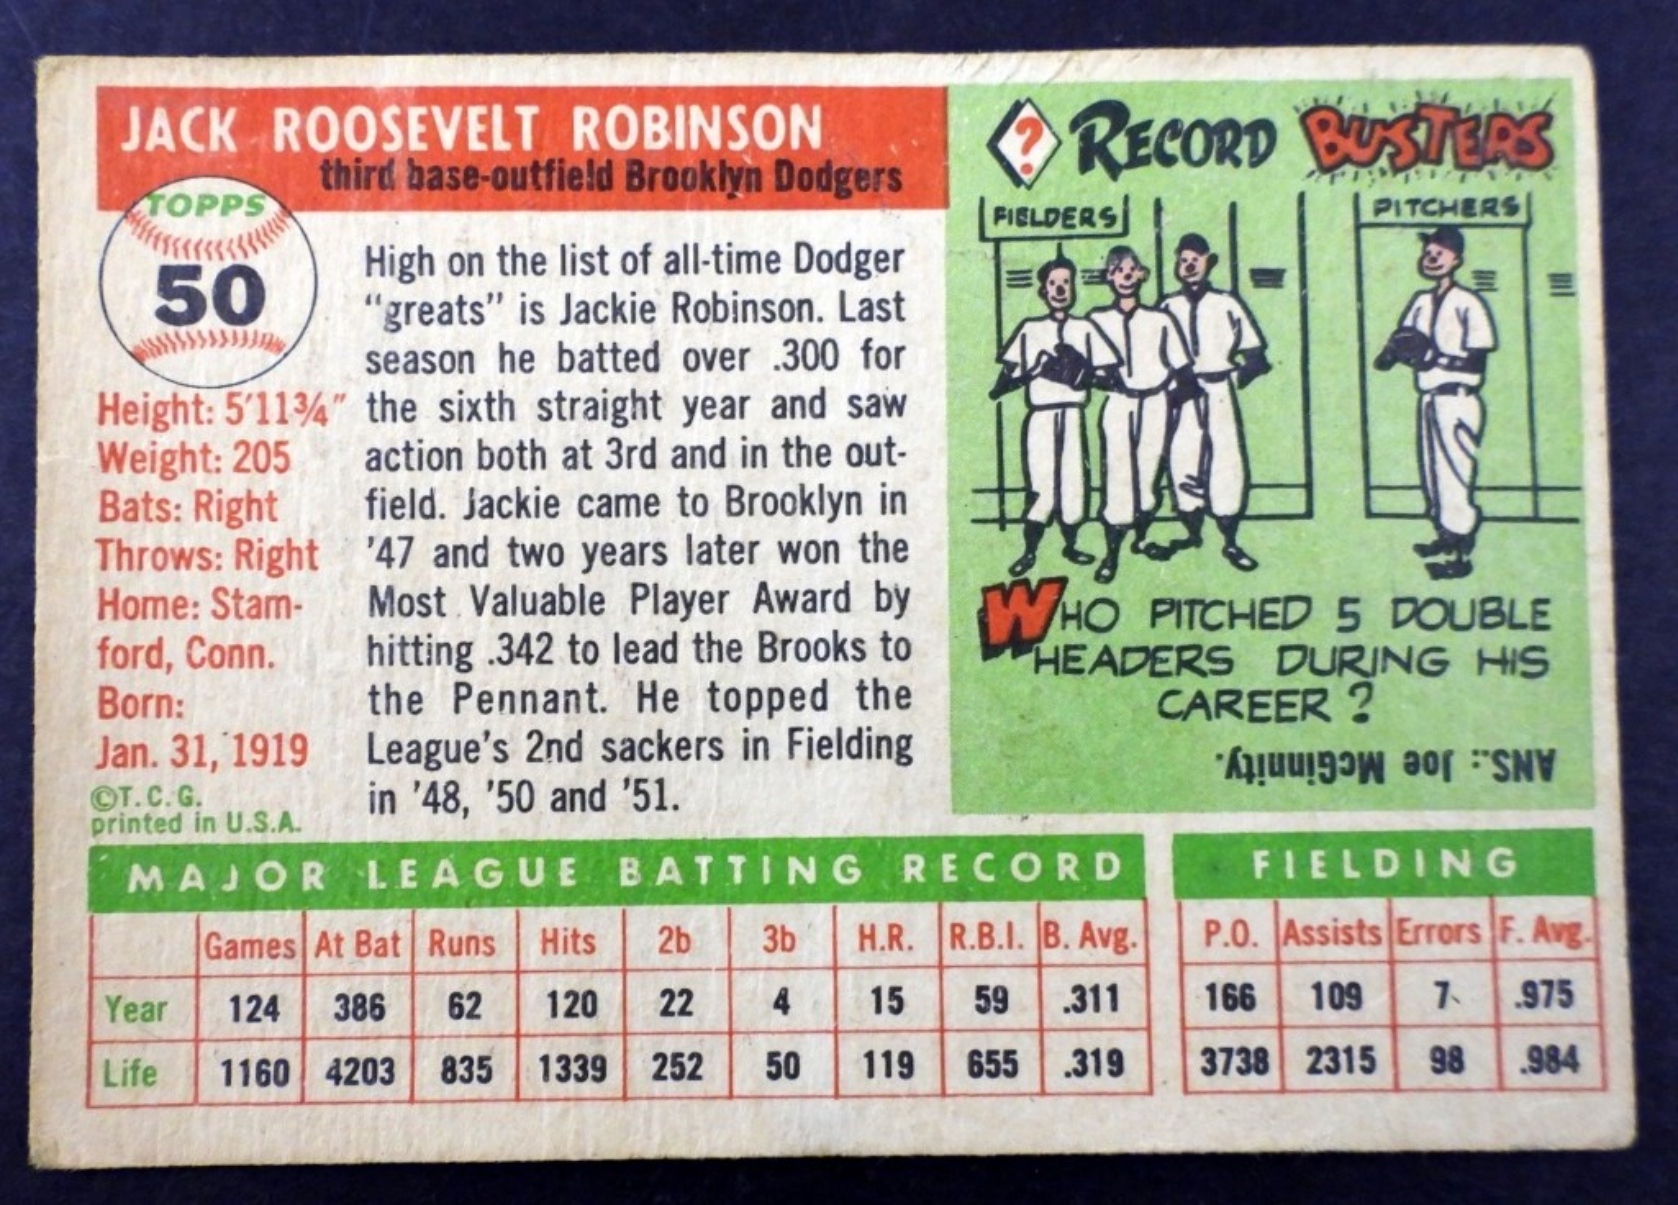 JACK ROOSEVELT ROBINSON
third base-outfield Brooklyn Dodgers
TOPPS
50
Height: 5'11¾"
Weight: 205
Bats: Right
Throws: Right
Home: Stam-
ford, Conn.
Born:
Jan. 31, 1919
©T.C.G.
printed in U.S.A.
High on the list of all-time Dodger
"greats" is Jackie Robinson. Last
season he batted over .300 for
the sixth straight year and saw
action both at 3rd and in the out-
field. Jackie came to Brooklyn in
'47 and two years later won the
Most Valuable Player Award by
hitting .342 to lead the Brooks to
the Pennant. He topped the
League's 2nd sackers in Fielding
in '48, '50 and '51.
? RECORD BUSTERS
FIELDERS
PITCHERS
WHO PITCHED 5 DOUBLE
HEADERS DURING HIS
CAREER?
ANS.: Joe McGinnity.
MAJOR LEAGUE BATTING RECORD
Games At Bat Runs Hits 2b 3b H.R. R.B.I. B. Avg.
Year 124 386 62 120 22 4 15 59 .311
Life 1160 4203 835 1339 252 50 119 655 .319
FIELDING
P.O. Assists Errors F. Avg.
166 109 7 .975
3738 2315 98 .984